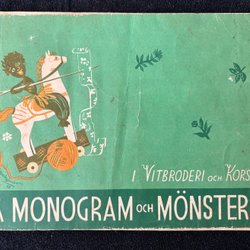 I VITBRODERI OCH KORS
MONOGRAM OCH MÖNSTER